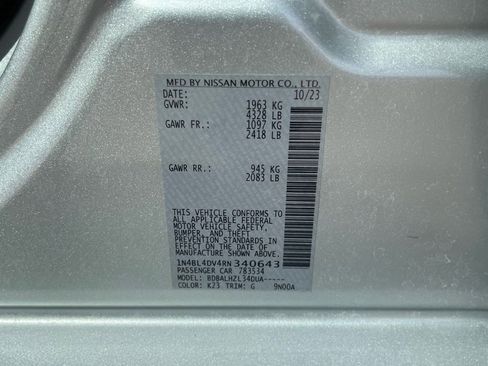 MFD BY NISSAN MOTOR CO., LTD.
DATE: 10/23
GVWR: 1963 KG
4328 LB
GAWR FR.: 1097 KG
2418 LB
GAWR RR.: 945 KG
2083 LB
THIS VEHICLE CONFORMS TO
ALL APPLICABLE FEDERAL
MOTOR VEHICLE SAFETY,
BUMPER, AND THEFT
PREVENTION STANDARDS IN
EFFECT ON THE DATE OF
MANUFACTURE SHOWN ABOVE.
1N4BL4DV4RN340643
PASSENGER CAR 783534
MODEL: BDBALHZL34DUA-----
COLOR: K23 TRIM: G 9N00A